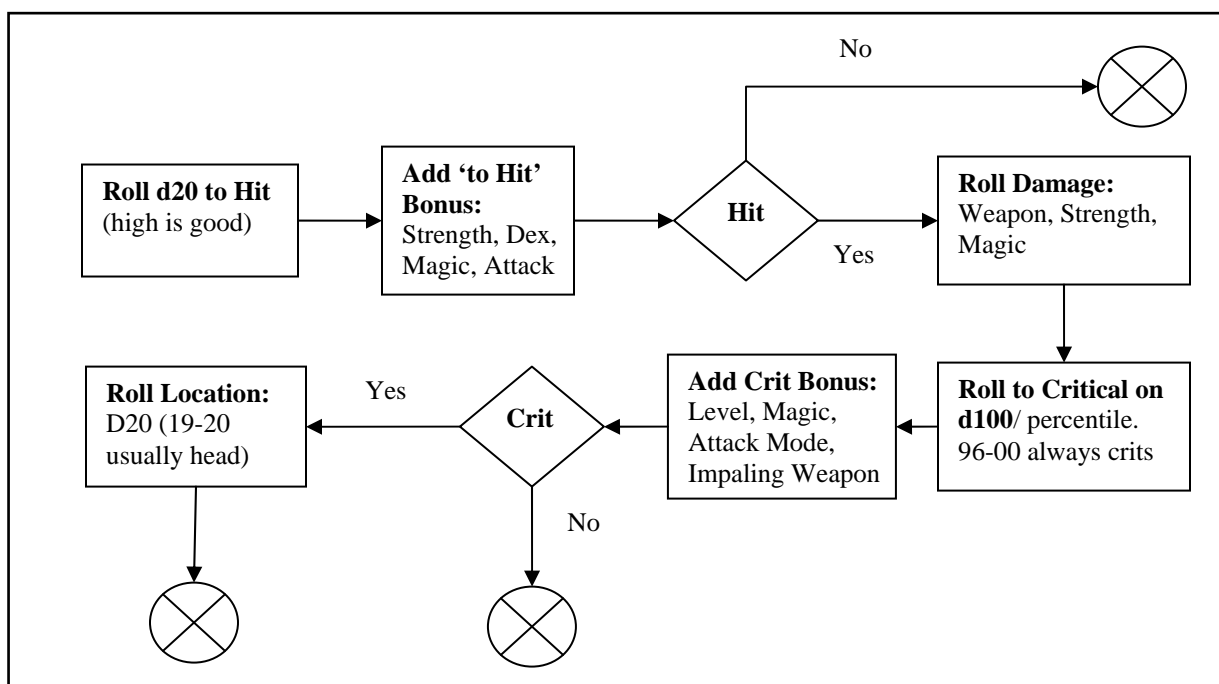 No
Roll d20 to Hit
(high is good)
Add ‘to Hit’
Bonus:
Strength, Dex,
Magic, Attack
Hit
Yes
Roll Damage:
Weapon, Strength,
Magic
Roll to Critical on
d100/ percentile.
96-00 always crits
Add Crit Bonus:
Level, Magic,
Attack Mode,
Impaling Weapon
Crit
Yes
No
Roll Location:
D20 (19-20
usually head)